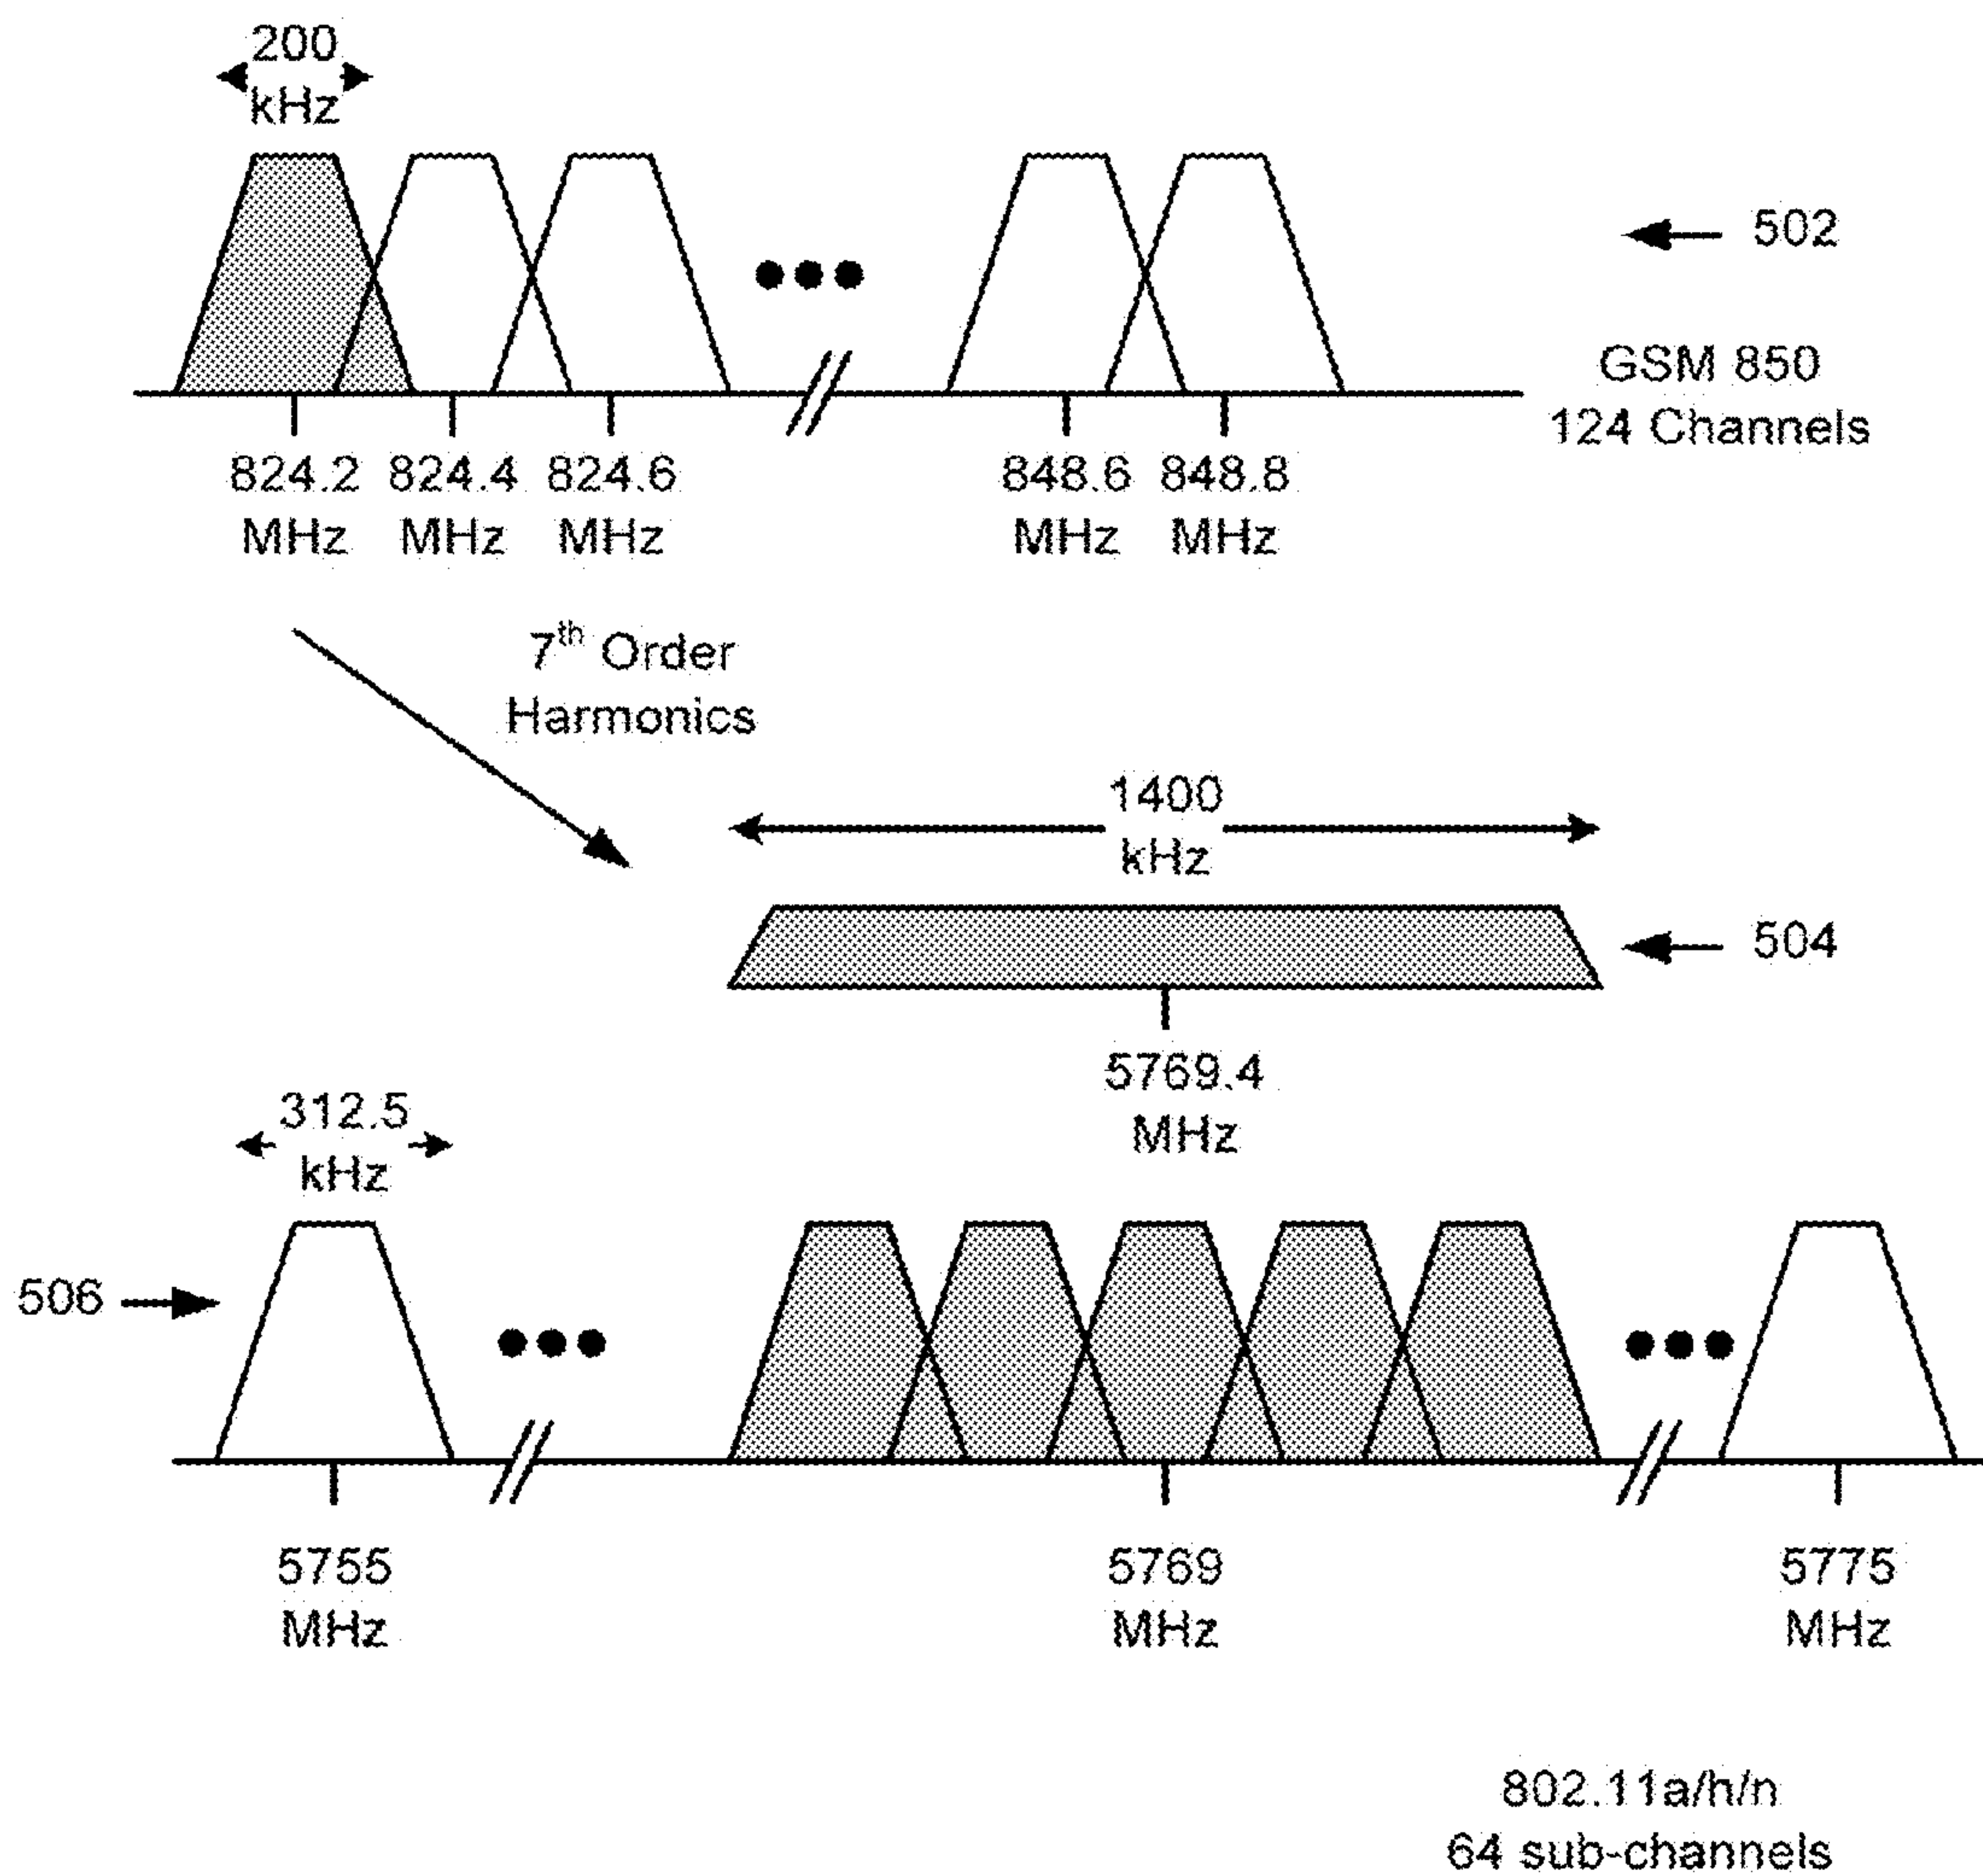 200
kHz
502
GSM 850
124 Channels
824.2 824.4 824.6 848.6 848.8
MHz MHz MHz MHz MHz
7th Order
Harmonics
1400
kHz
504
5769.4
MHz
312.5
kHz
506
5755 5769 5775
MHz MHz MHz
802.11a/h/n
64 sub-channels